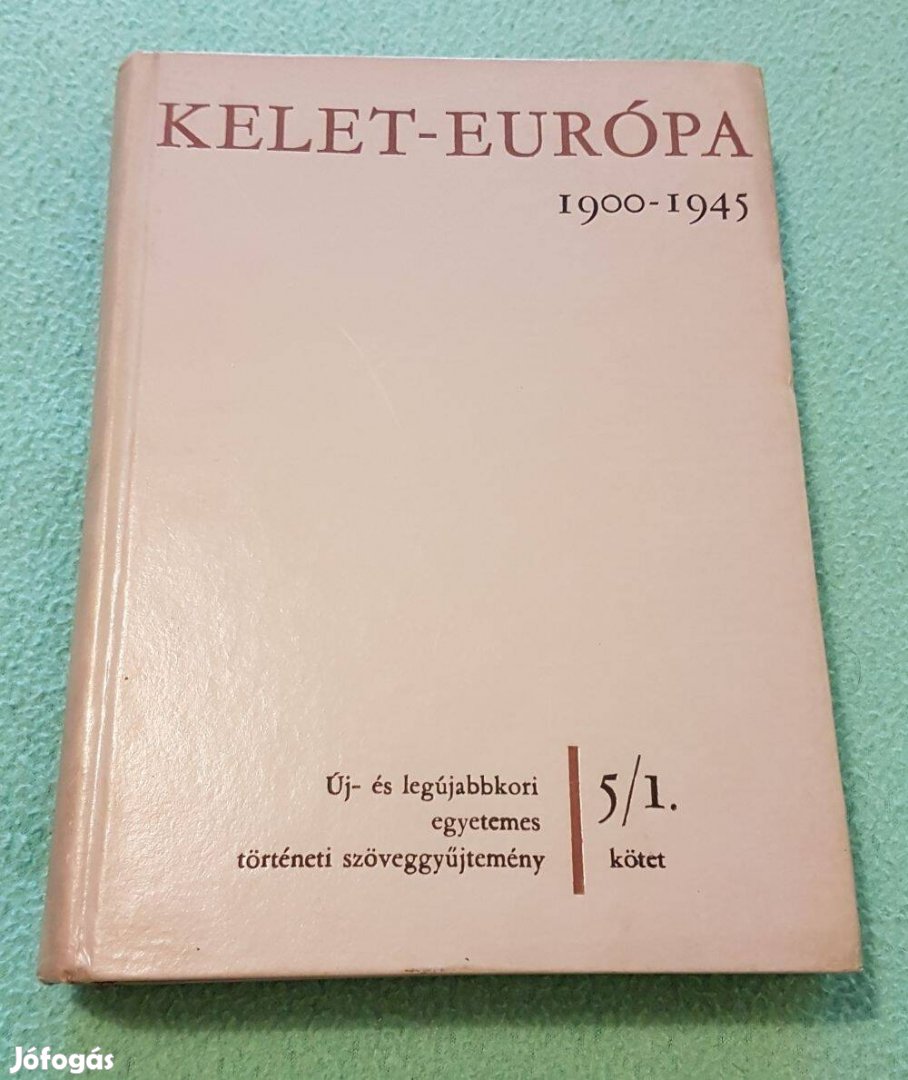 KELET-EURÓPA
1900-1945
Új- és legújabbkori
egyetemes
történeti szöveggyűjtemény
5/1.
kötet
Jófogás